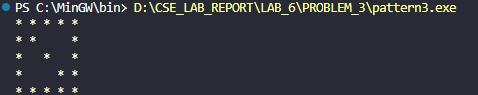 PS C:\MinGW\bin> D:\CSE_LAB_REPORT\LAB_6\PROBLEM_3\pattern3.exe
* * * * *
* *     *
*   *   *
*     * *
* * * * *